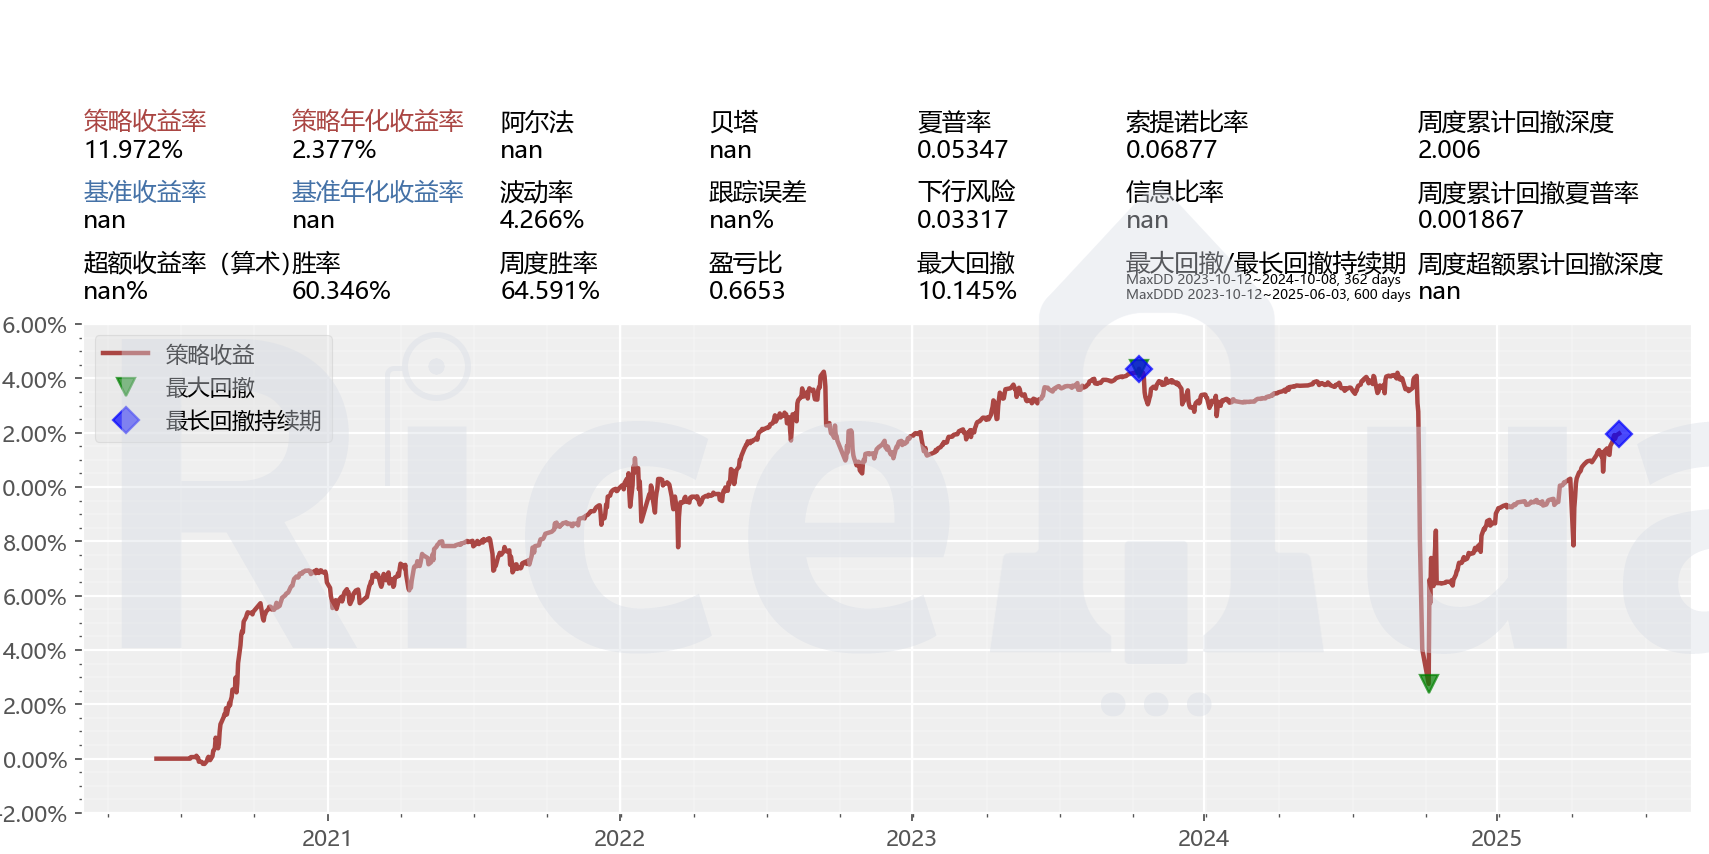 策略收益率 策略年化收益率 阿尔法 贝塔 夏普率 索提诺比率 周度累计回撤深度
11.972% 2.377% nan nan 0.05347 0.06877 2.006
基准收益率 基准年化收益率 波动率 跟踪误差 下行风险 信息比率 周度累计回撤夏普率
nan nan 4.266% nan% 0.03317 nan 0.001867
超额收益率（算术） 胜率 周度胜率 盈亏比 最大回撤 最大回撤/最长回撤持续期 周度超额累计回撤深度
MaxDD 2023-10-12~2024-10-08, 362 days
nan% 60.346% 64.591% 0.6653 10.145% MaxDDD 2023-10-12~2025-06-03, 600 days nan
6.00%
策略收益
4.00%
最大回撤
最长回撤持续期
2.00%
0.00%
8.00%
6.00%
4.00%
2.00%
0.00%
-2.00%
2021 2022 2023 2024 2025
Rice ua